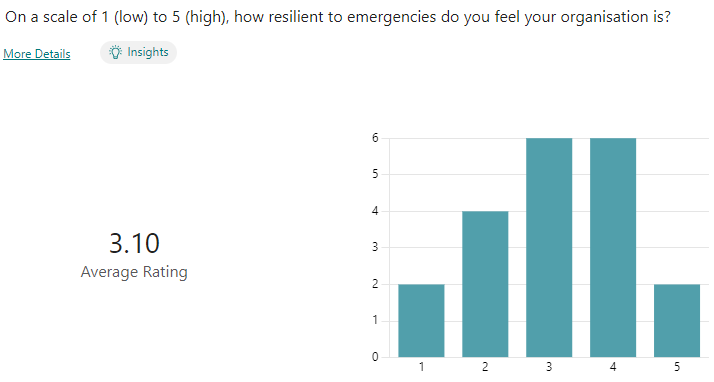 On a scale of 1 (low) to 5 (high), how resilient to emergencies do you feel your organisation is?
More Details
Insights
3.10
Average Rating
6
5
4
3
2
1
0
1 2 3 4 5